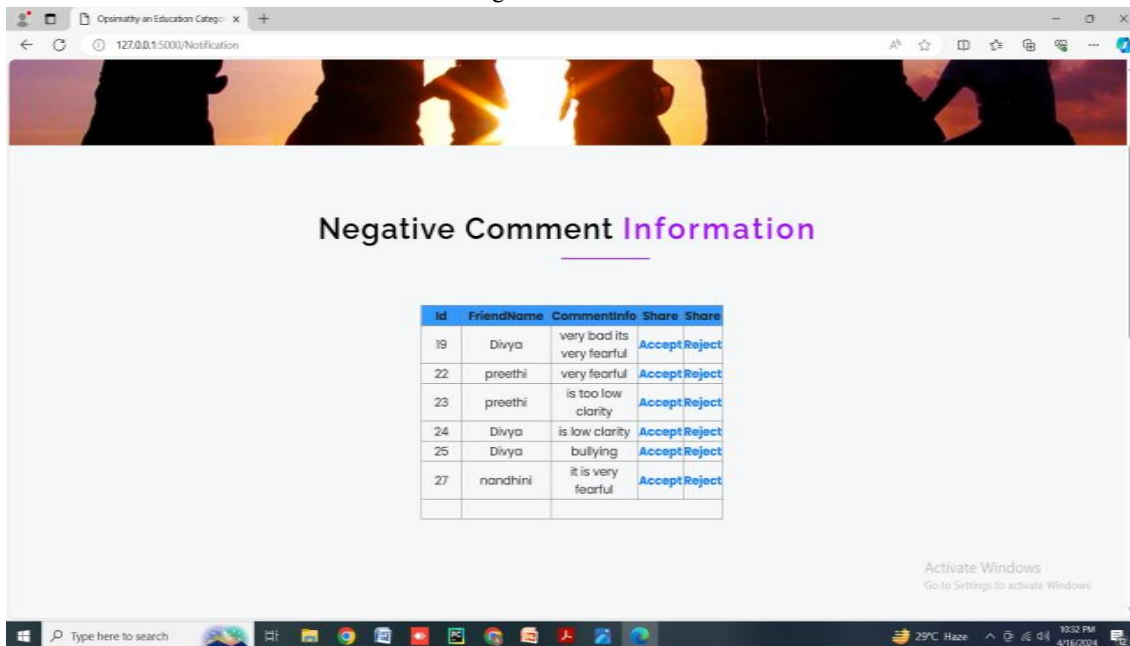 Opsimathy an Education Catego
127.0.0.1:5000/Notification
Negative Comment Information
Id FriendName CommentInfo Share Share
19 Divya very bad its very fearful Accept Reject
22 preethi very fearful Accept Reject
23 preethi is too low clarity Accept Reject
24 Divya is low clarity Accept Reject
25 Divya bullying Accept Reject
27 nandhini it is very fearful Accept Reject
Activate Windows
Go to Settings to activate Windows.
Type here to search
29°C Haze
10:32 PM
4/16/2024